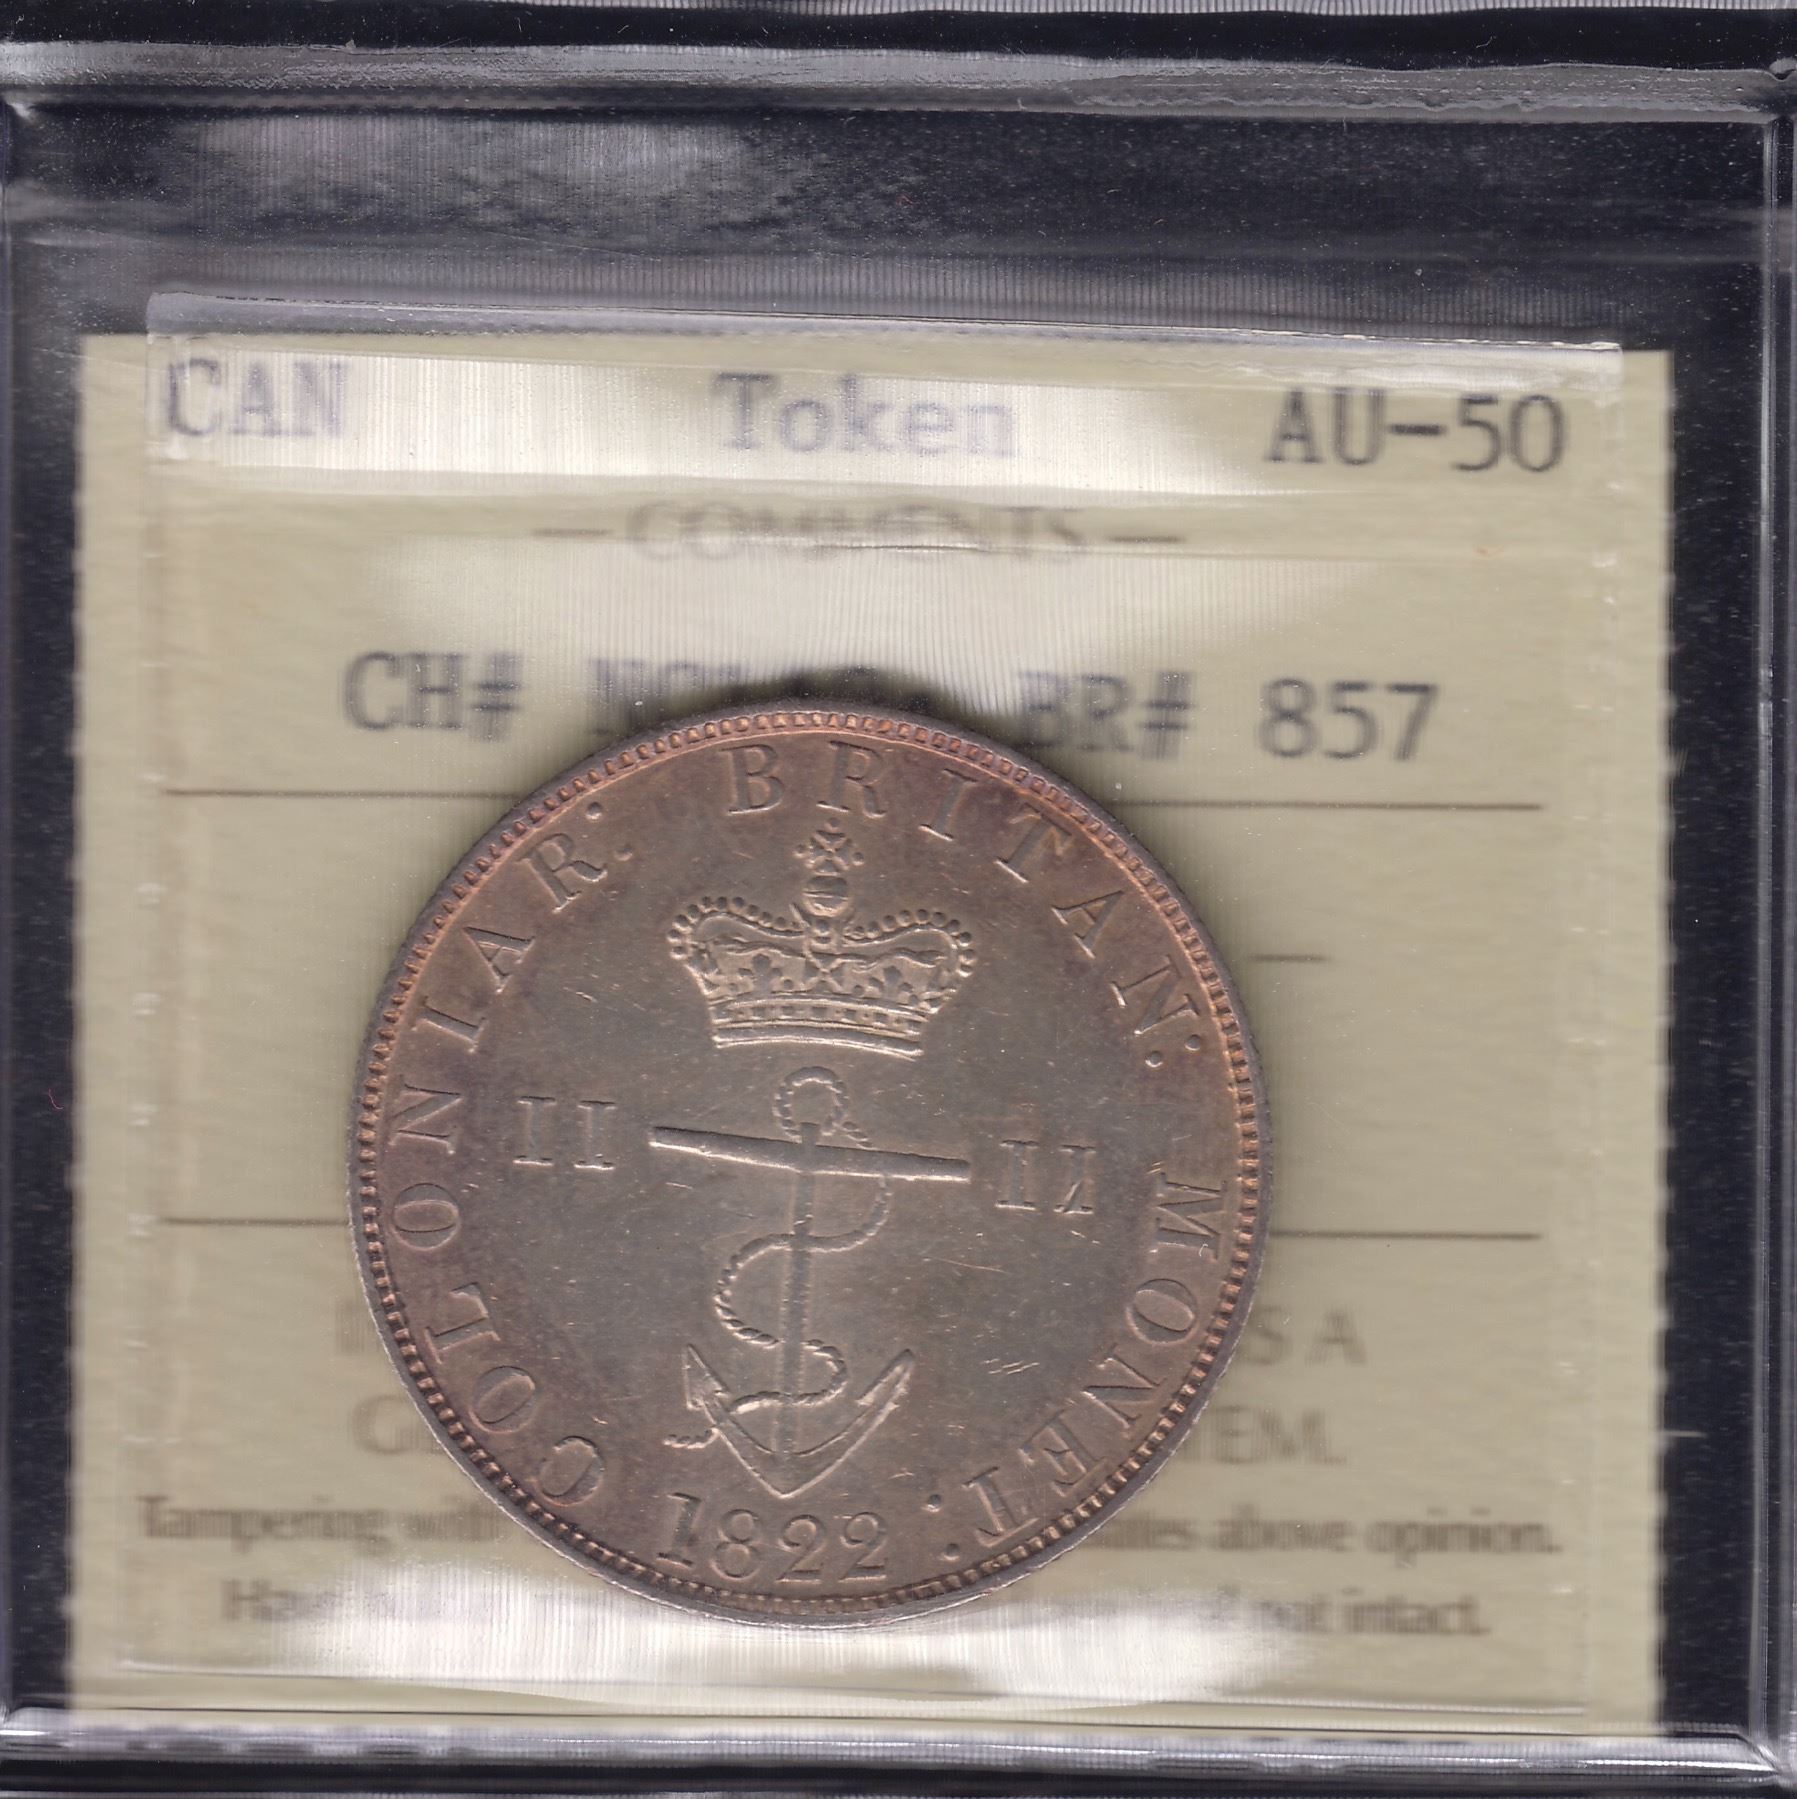 CAN Token AU-50
— COMMENTS —
CH# BR# 857
COLONIAR: BRITAN: MONET:
II II
1822
S A
Tampering with above opinion.
not intact.